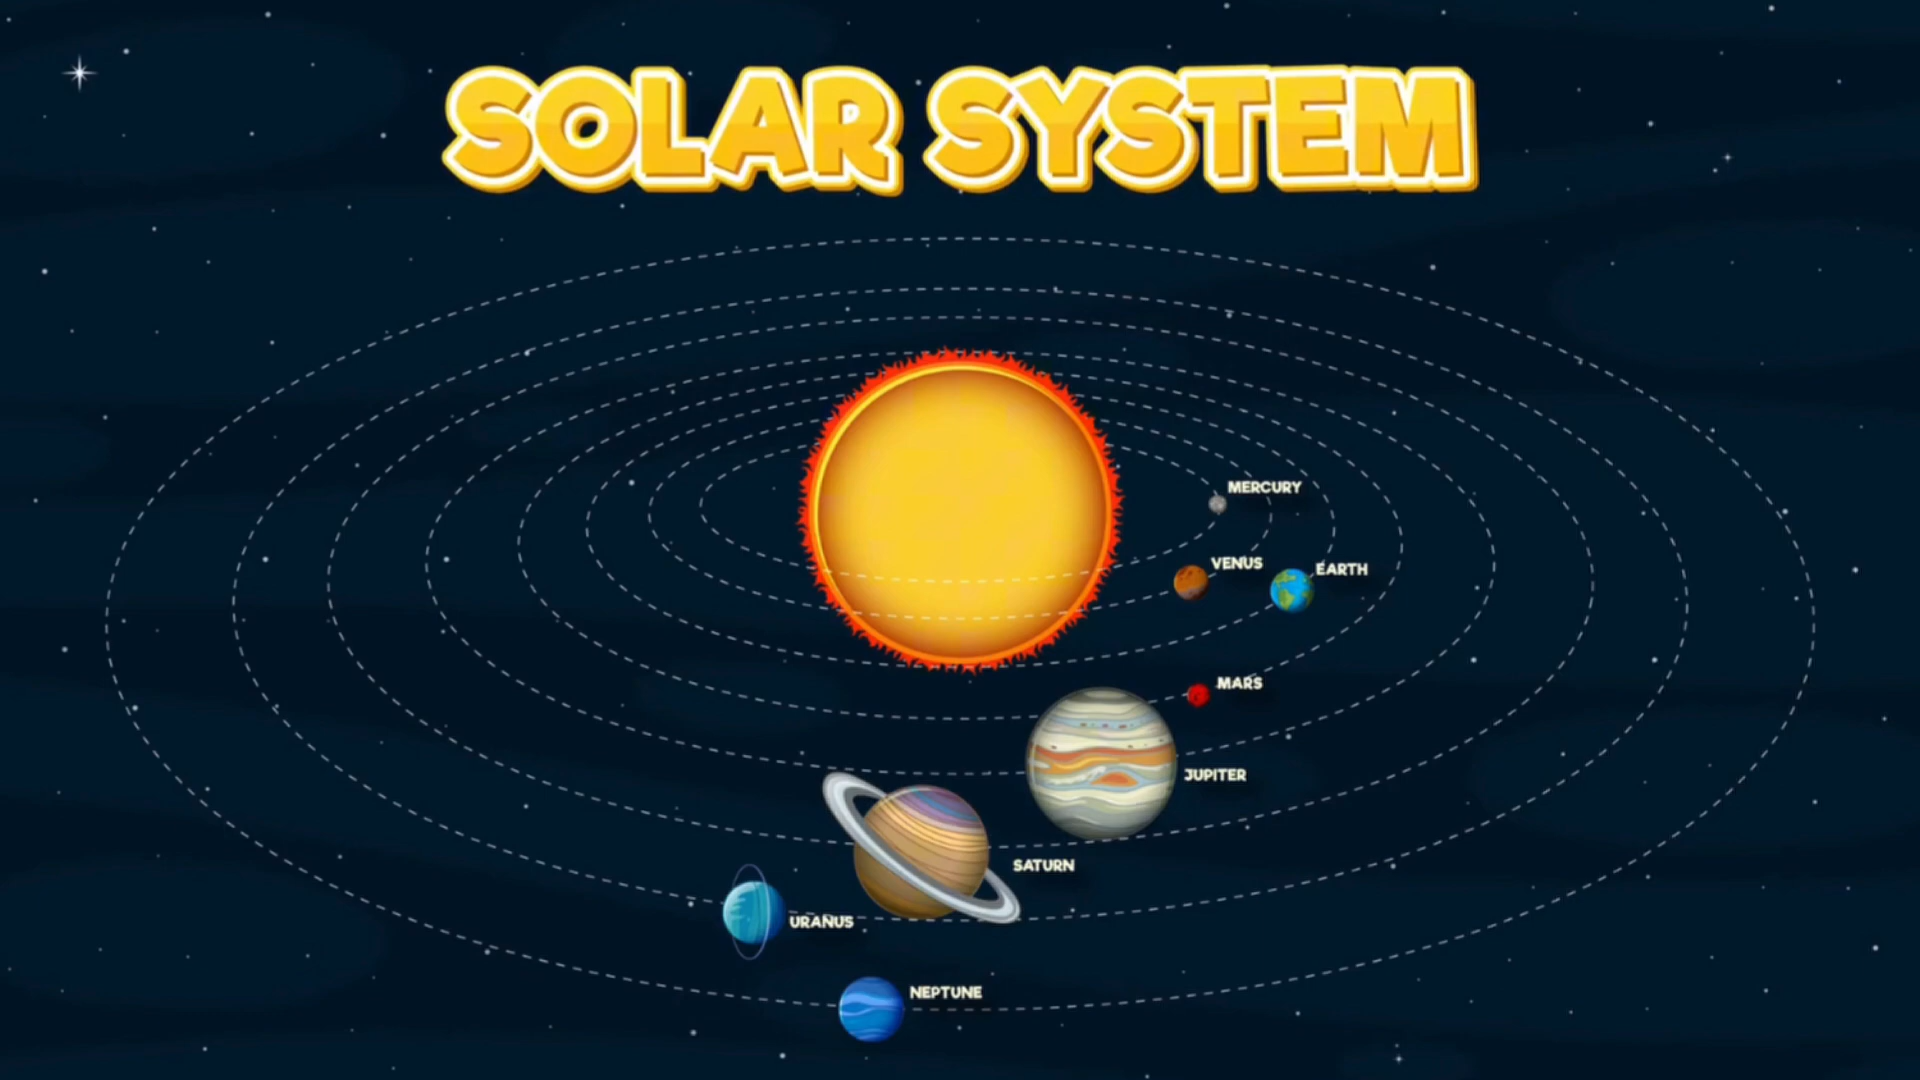 SOLAR SYSTEM
MERCURY
VENUS
EARTH
MARS
JUPITER
SATURN
URANUS
NEPTUNE